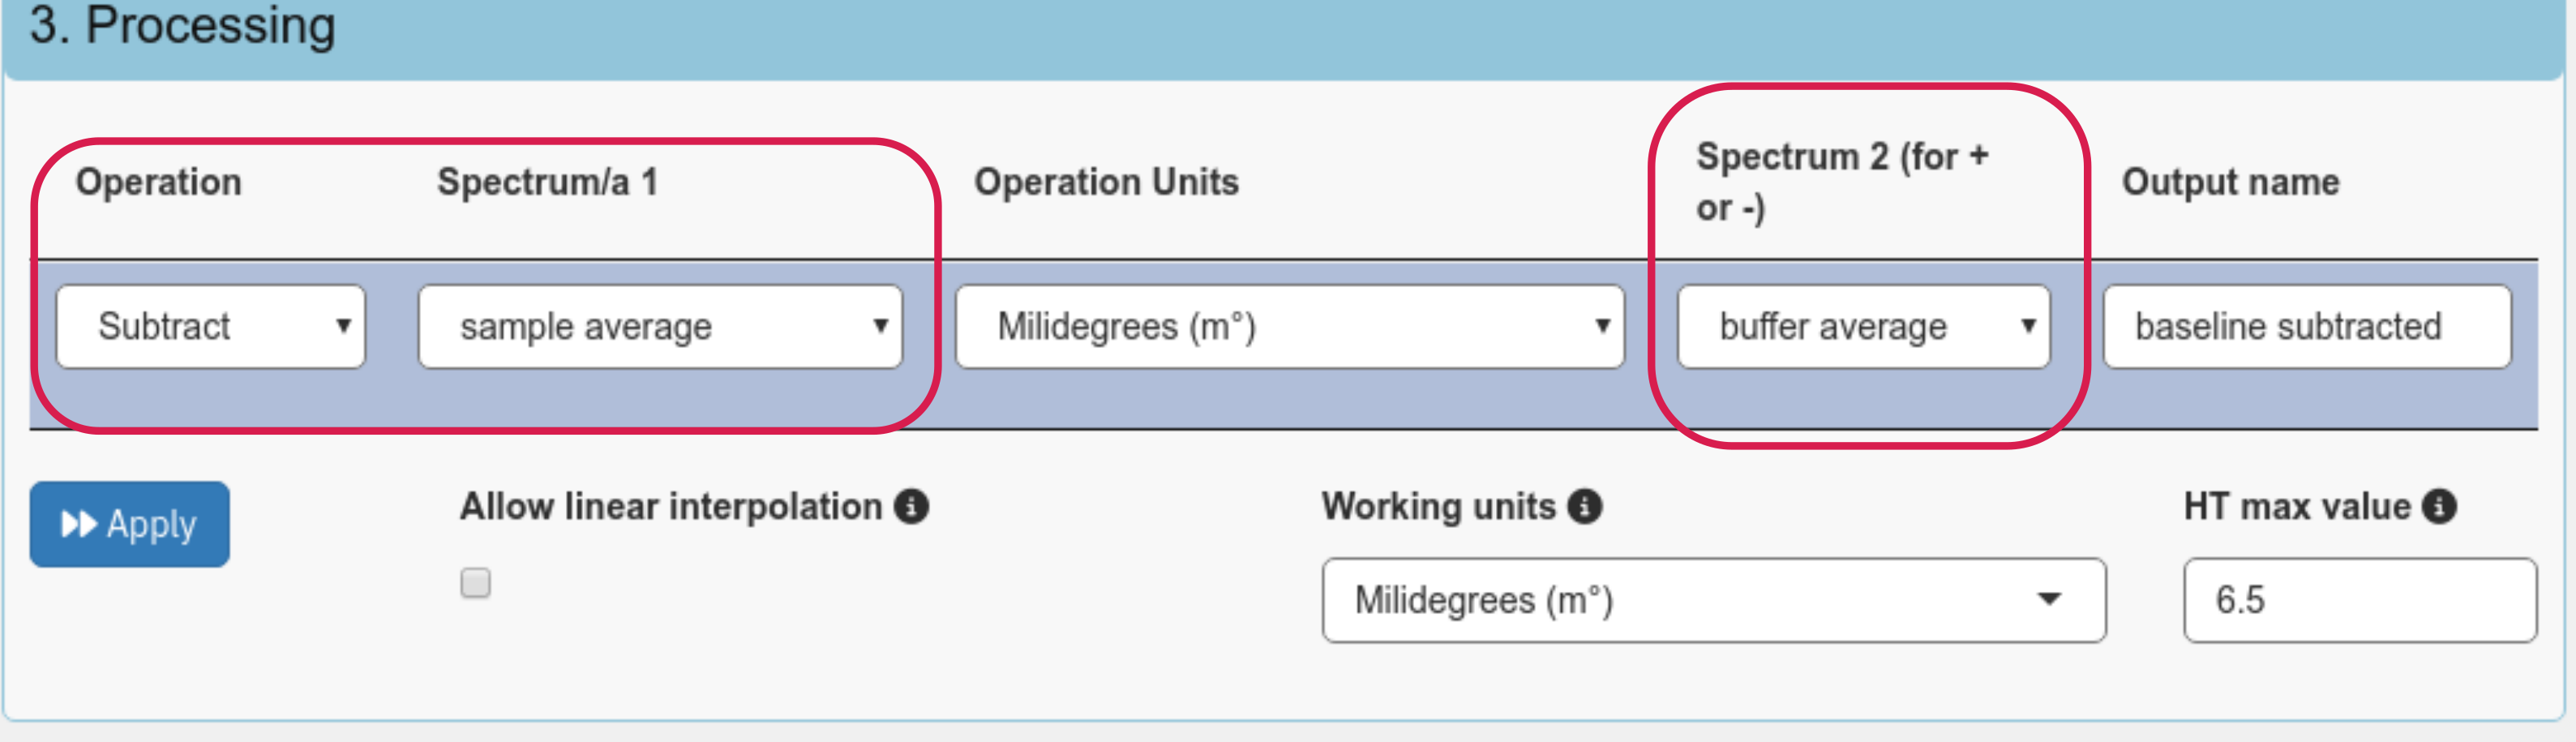 3. Processing
Operation
Spectrum/a 1
Operation Units
Spectrum 2 (for +
or -)
Output name
Subtract
sample average
Milidegrees (m°)
buffer average
baseline subtracted
Apply
Allow linear interpolation
Working units
HT max value
Milidegrees (m°)
6.5